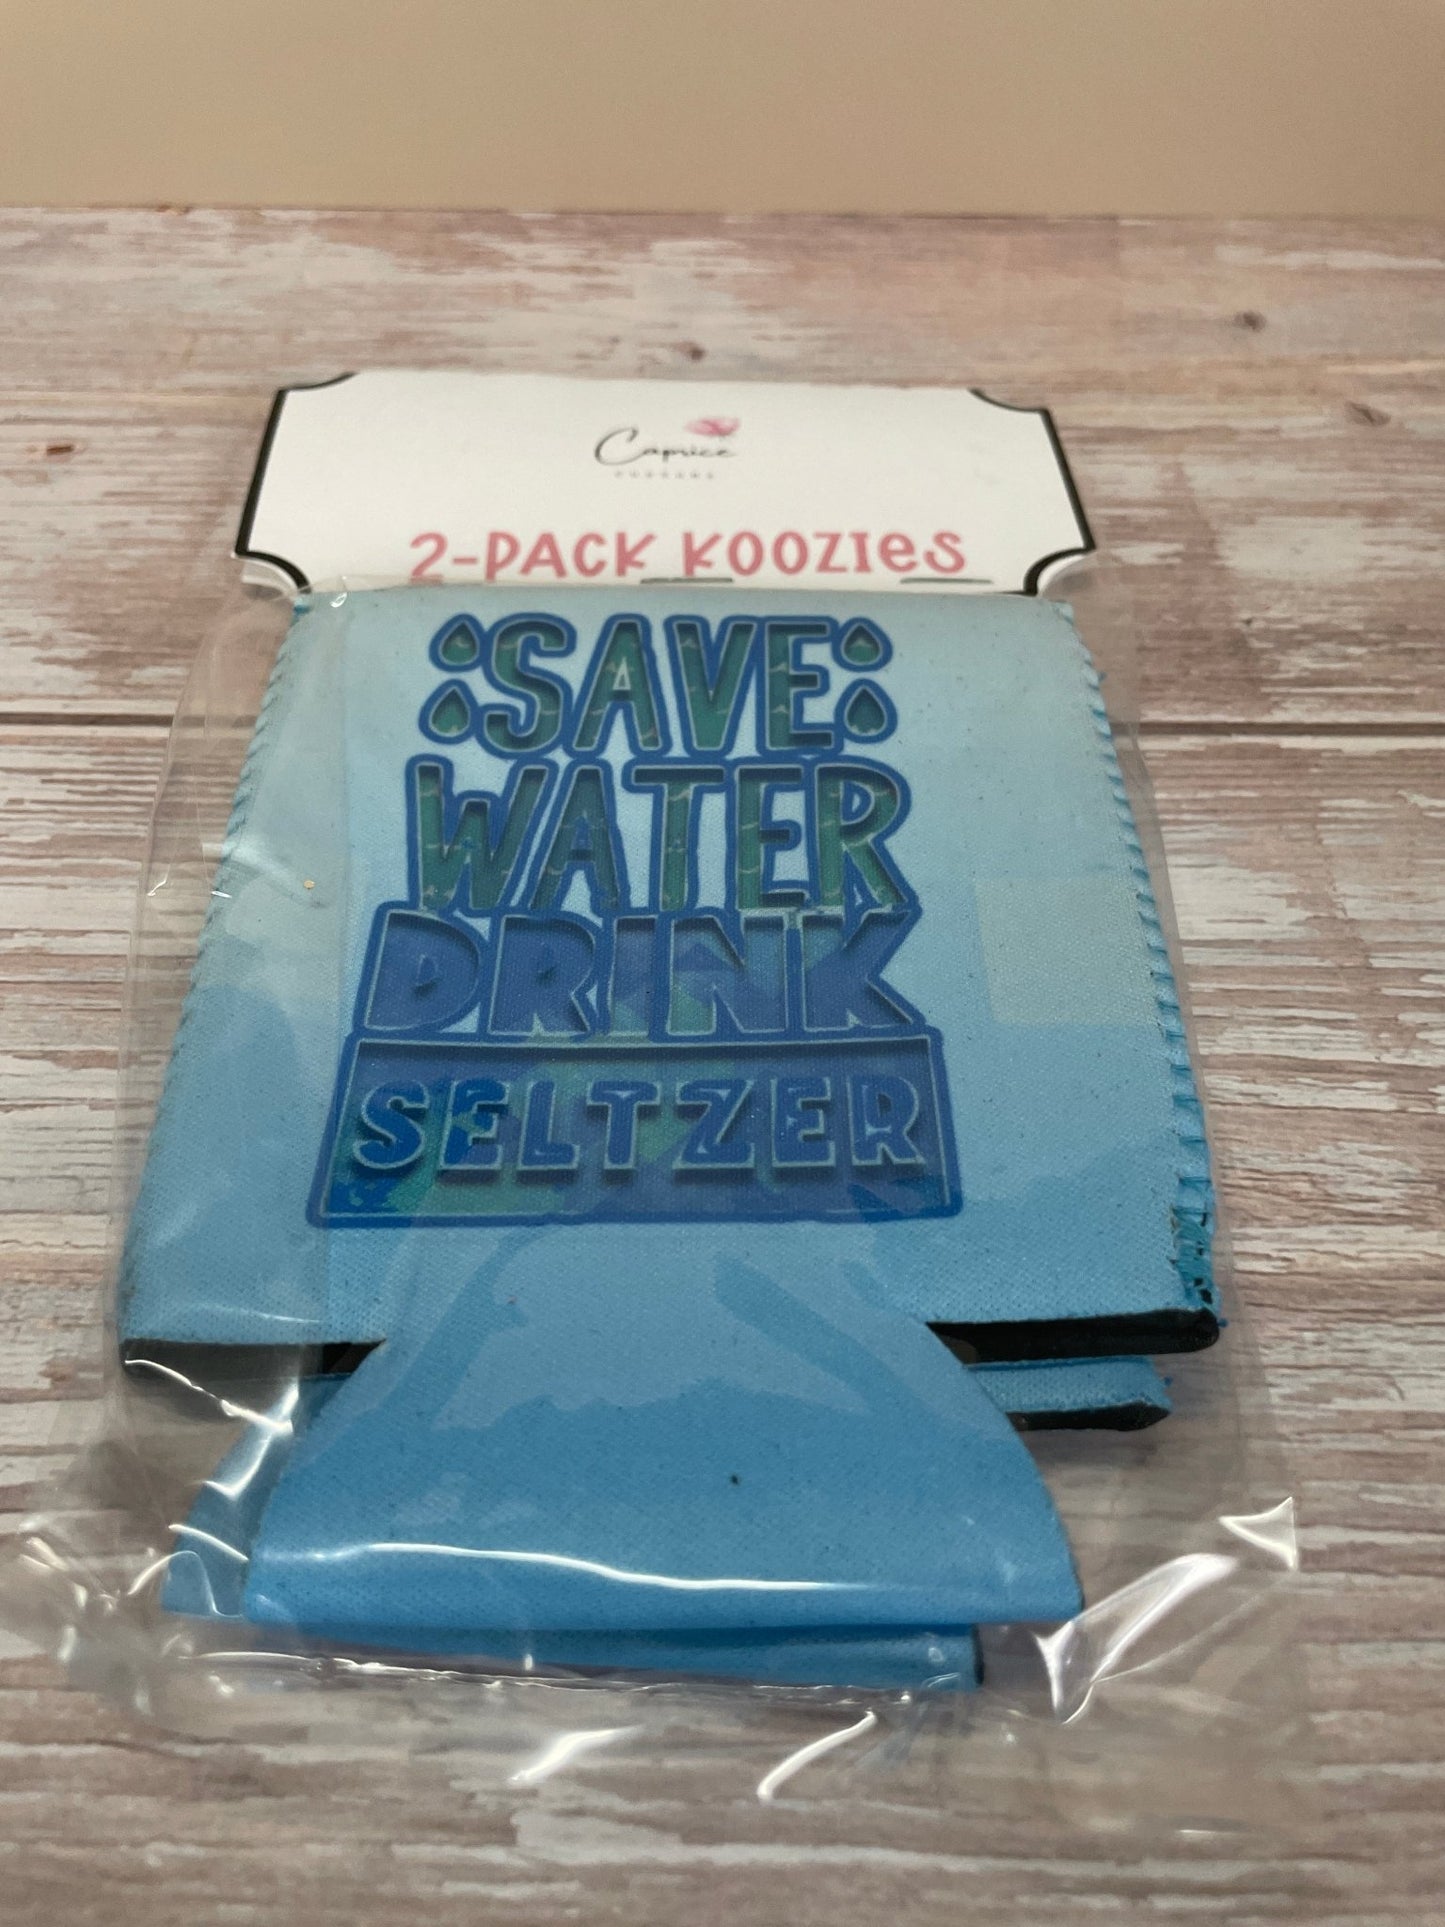 Caprice
2-PACK KOOZIES
SAVE
WATER
DRINK
SELTZER